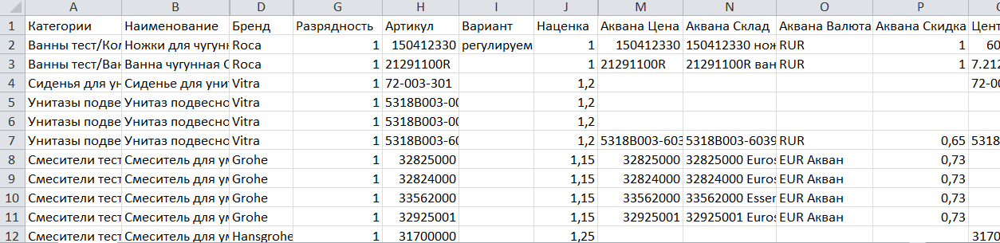 A B D G H I J M N O P
1 Категории Наименование Бренд Разрядность Артикул Вариант Наценка Аквана Цена Аквана Склад Аквана Валюта Аквана Скидка Цент
2 Ванны тест/Ко Ножки для чугун Roca 1 150412330 регулируем 1 150412330 150412330 нож RUR 1 60
3 Ванны тест/Ван Ванна чугунная Roca 1 21291100R 1 21291100R 21291100R ван RUR 1 7.212
4 Сиденья для ун Сиденье для уни Vitra 1 72-003-301 1,2 72-00
5 Унитазы подве Унитаз подвесно Vitra 1 5318B003-00 1,2
6 Унитазы подве Унитаз подвесно Vitra 1 5318B003-00 1,2
7 Унитазы подве Унитаз подвесно Vitra 1 5318B003-60 1,2 5318B003-603 5318B003-6039 RUR 0,65 5318
8 Смесители тест Смеситель для ум Grohe 1 32825000 1,15 32825000 32825000 Euros EUR Акван 0,73
9 Смесители тест Смеситель для ум Grohe 1 32824000 1,15 32824000 32824000 Euros EUR Акван 0,73
10 Смесители тест Смеситель для ум Grohe 1 33562000 1,15 33562000 33562000 Essen EUR Акван 0,73
11 Смесители тест Смеситель для ум Grohe 1 32925001 1,15 32925001 32925001 Euros EUR Акван 0,73
12 Смесители тест Смеситель для ум Hansgrohe 1 31700000 1,25 3170